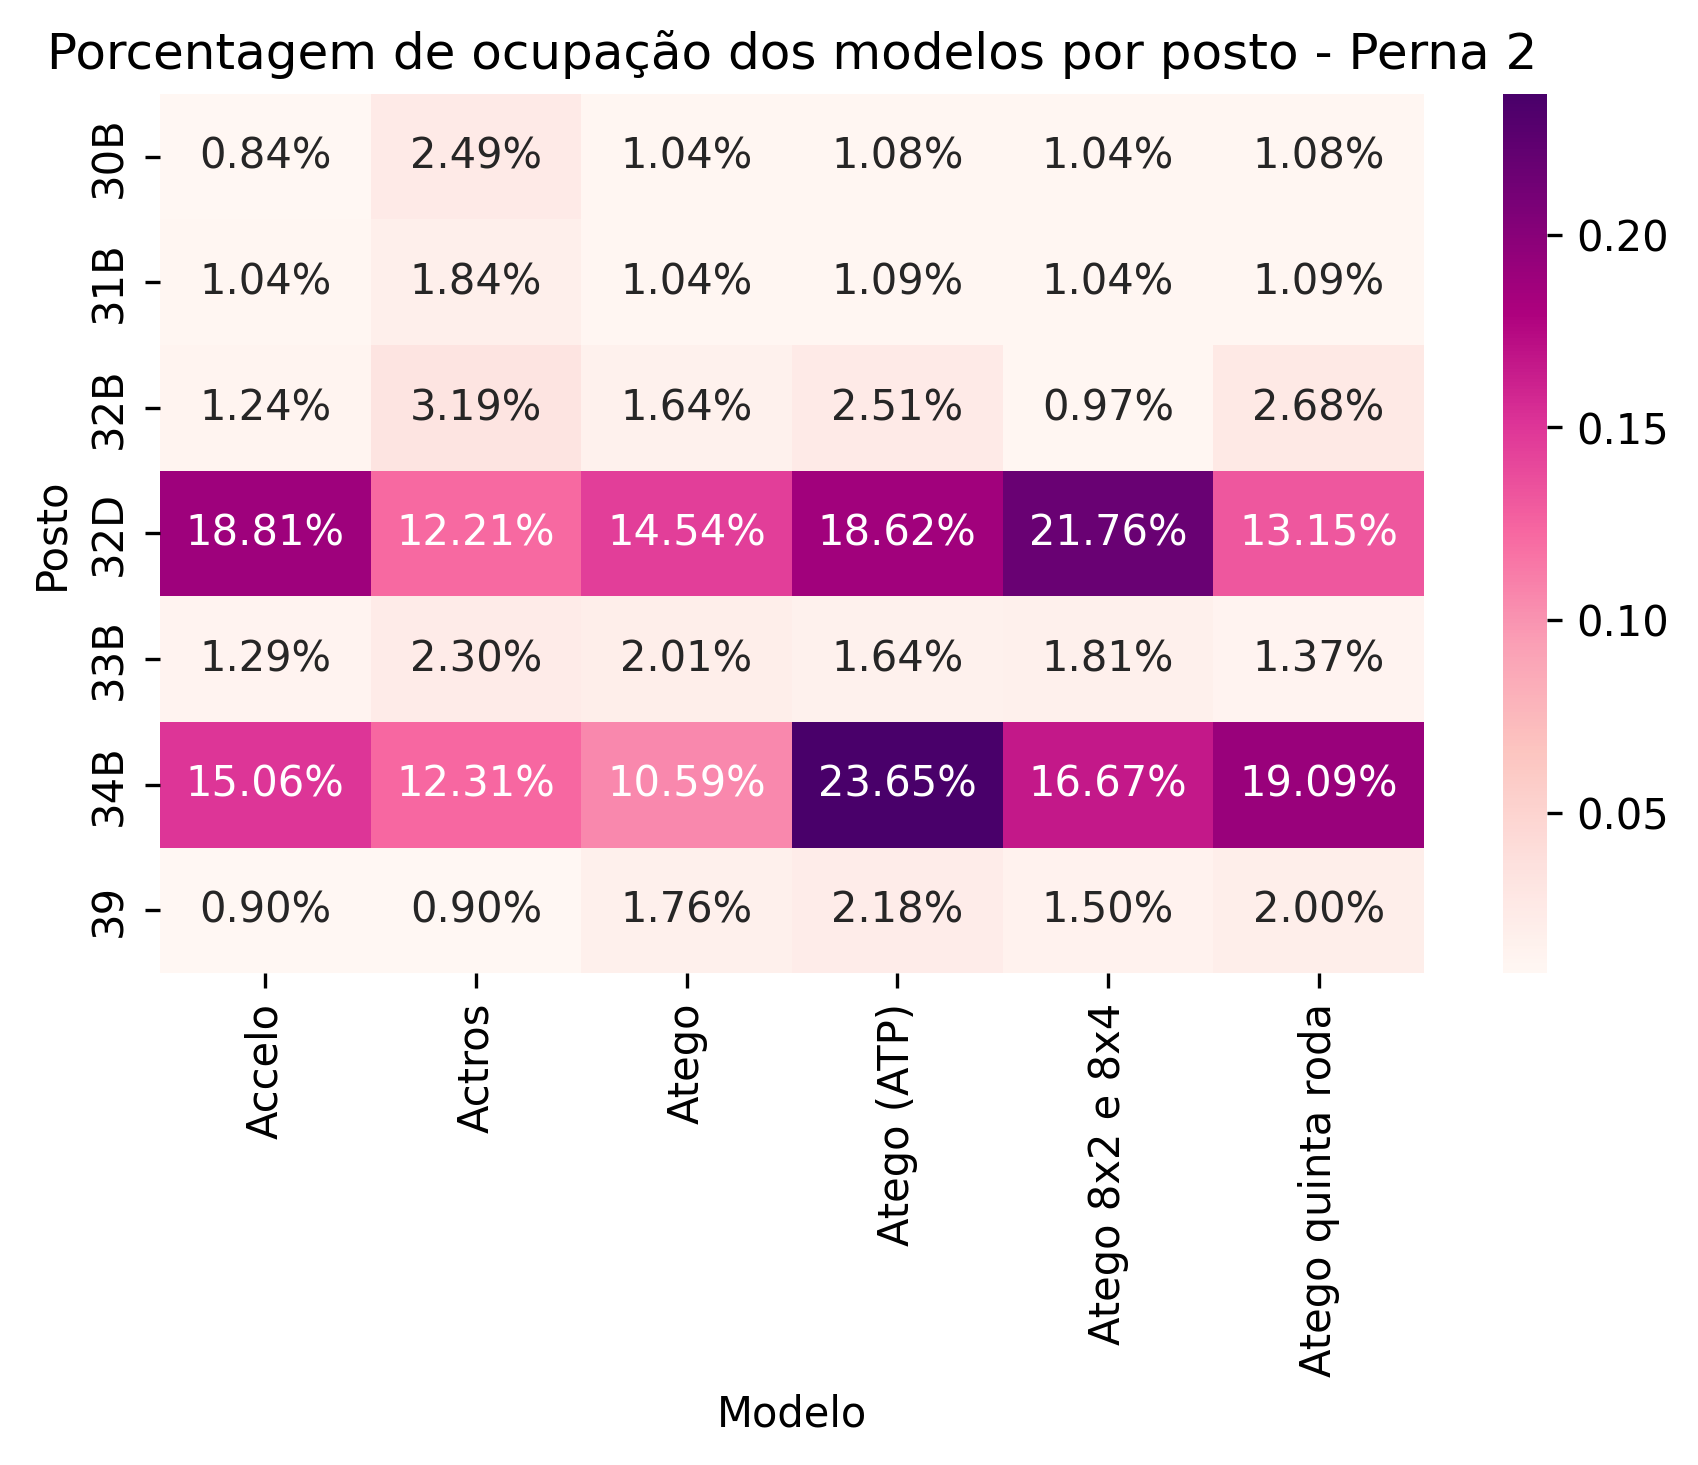 Porcentagem de ocupação dos modelos por posto - Perna 2
Posto
30B 0.84% 2.49% 1.04% 1.08% 1.04% 1.08%
31B 1.04% 1.84% 1.04% 1.09% 1.04% 1.09%
32B 1.24% 3.19% 1.64% 2.51% 0.97% 2.68%
32D 18.81% 12.21% 14.54% 18.62% 21.76% 13.15%
33B 1.29% 2.30% 2.01% 1.64% 1.81% 1.37%
34B 15.06% 12.31% 10.59% 23.65% 16.67% 19.09%
39 0.90% 0.90% 1.76% 2.18% 1.50% 2.00%
Accelo
Actros
Atego
Atego (ATP)
Atego 8x2 e 8x4
Atego quinta roda
Modelo
0.20
0.15
0.10
0.05